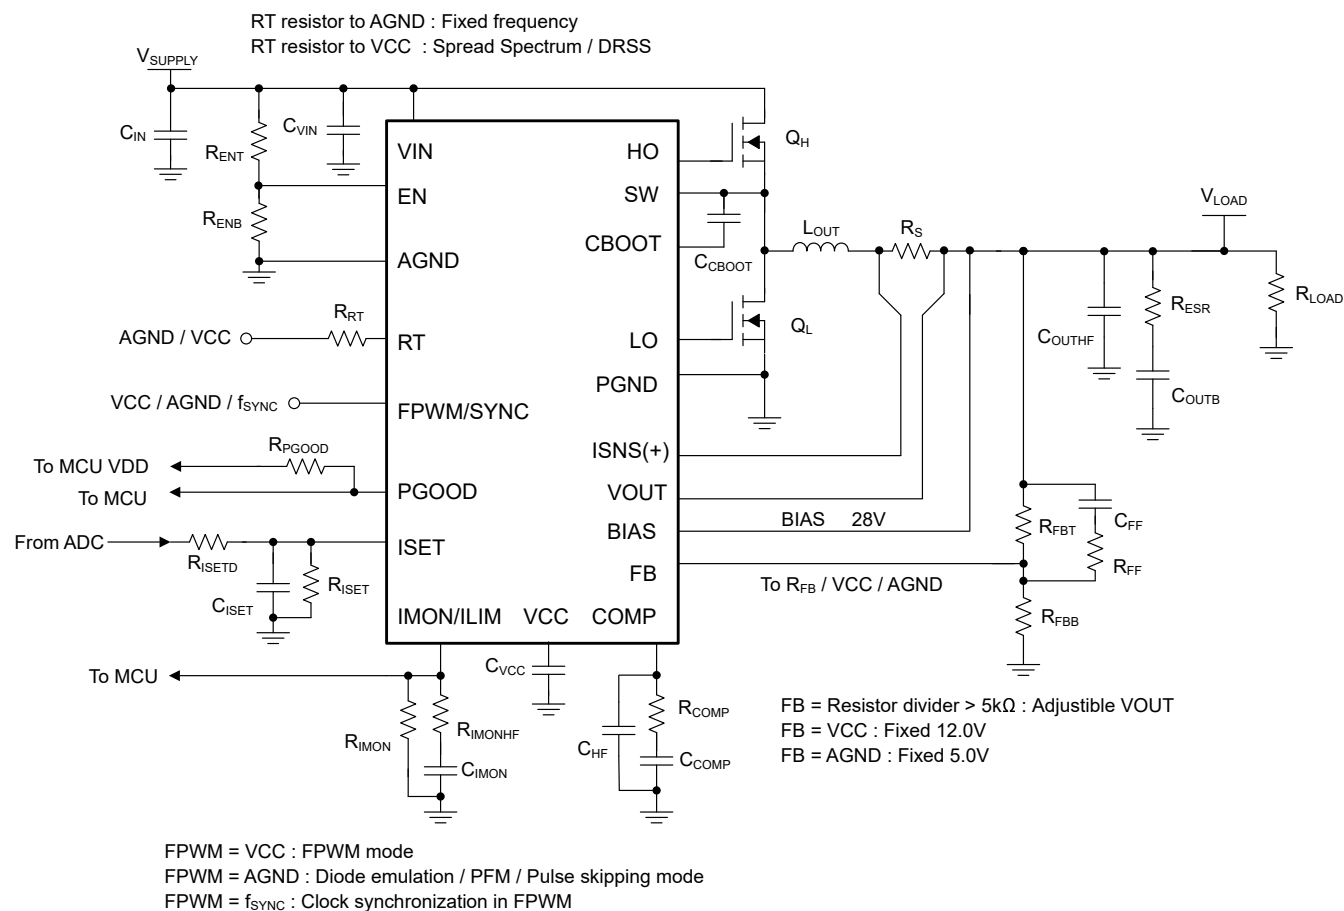 RT resistor to AGND : Fixed frequency
RT resistor to VCC : Spread Spectrum / DRSS
VSUPPLY
CIN
RENT
CVIN
RENB
VIN
EN
AGND
HO
SW
CBOOT
QH
CCBOOT
LOUT
RS
VLOAD
RLOAD
RESR
COUTHF
COUTB
RRT
AGND / VCC
RT
LO
QL
PGND
VCC / AGND / fSYNC
FPWM/SYNC
ISNS(+)
RPGOOD
To MCU VDD
To MCU
PGOOD
VOUT
BIAS
BIAS 28V
From ADC
RISETD
ISET
CISET
RISET
FB
To RFB / VCC / AGND
RFBT
CFF
RFF
RFBB
IMON/ILIM
VCC
COMP
To MCU
CVCC
RIMON
RIMONHF
CIMON
CHF
RCOMP
CCOMP
FB = Resistor divider > 5kΩ : Adjustible VOUT
FB = VCC : Fixed 12.0V
FB = AGND : Fixed 5.0V
FPWM = VCC : FPWM mode
FPWM = AGND : Diode emulation / PFM / Pulse skipping mode
FPWM = fSYNC : Clock synchronization in FPWM